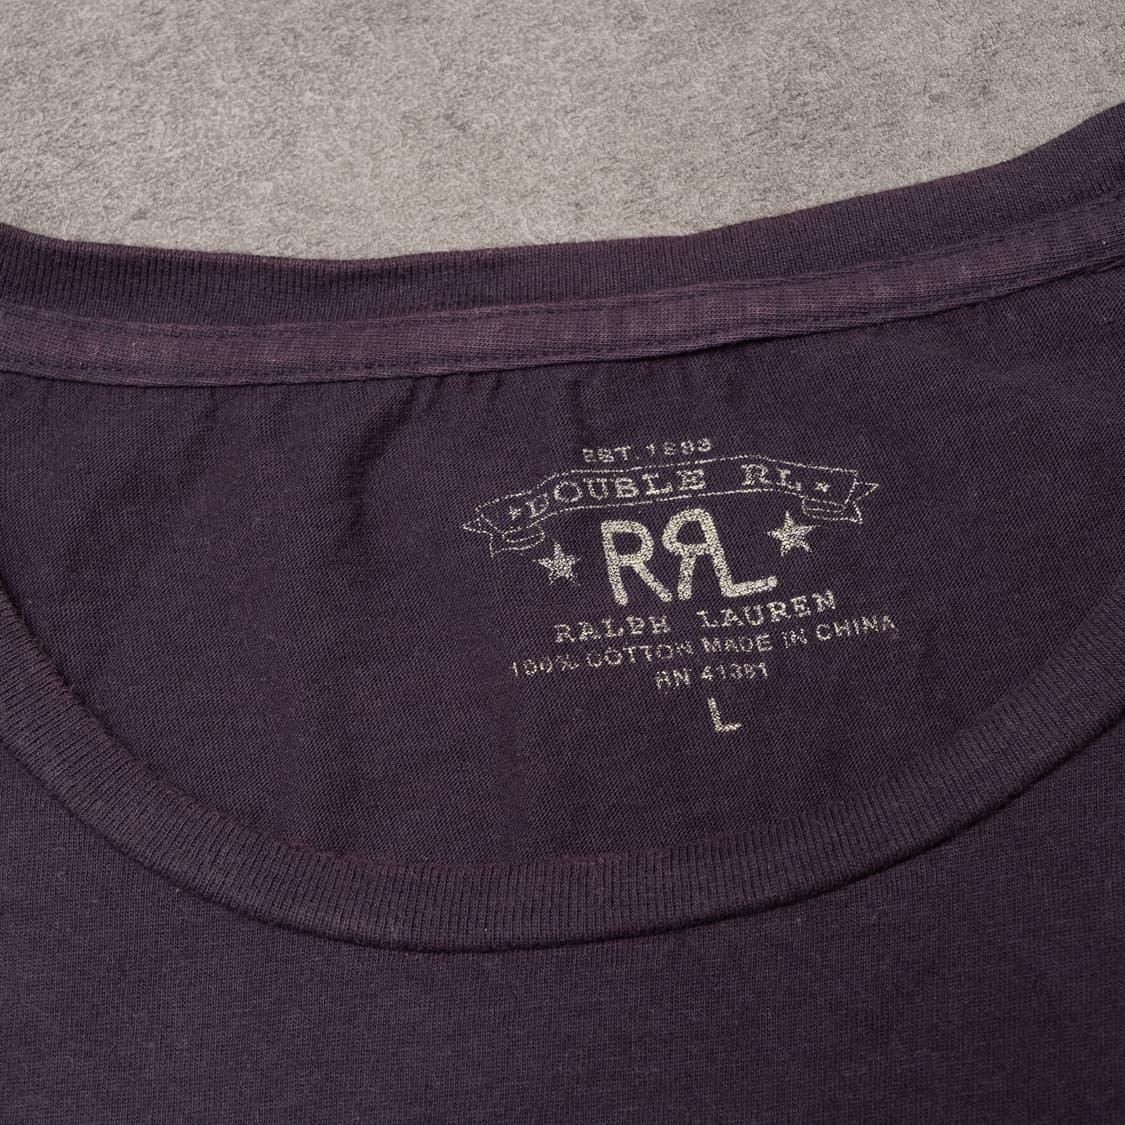 EST. 1993
DOUBLE RL
RRL
RALPH LAUREN
100% COTTON MADE IN CHINA
RN 41381
L